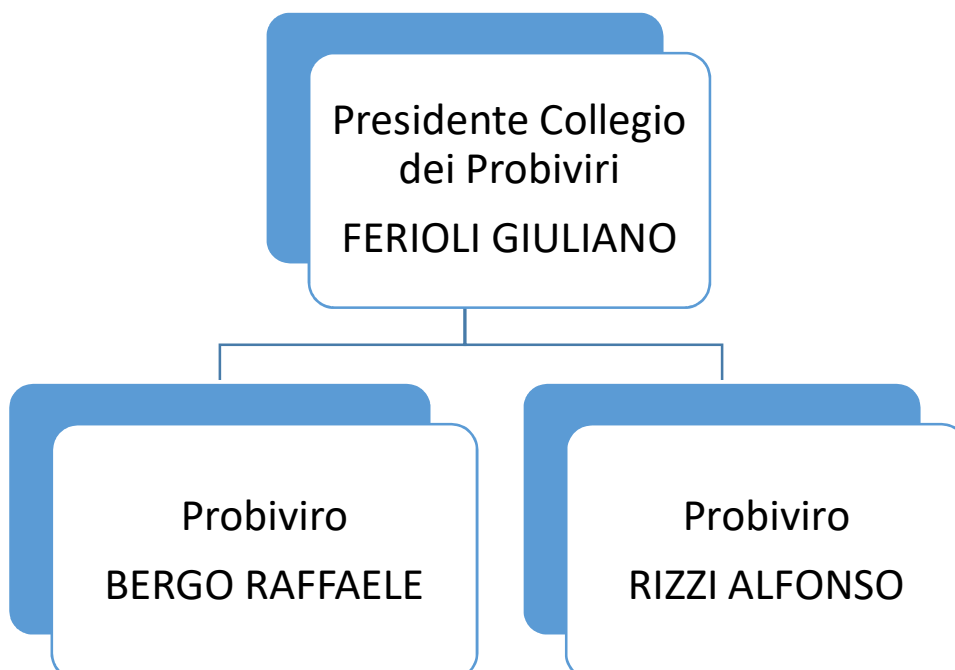 Presidente Collegio
dei Probiviri
FERIOLI GIULIANO
Probiviro
BERGO RAFFAELE
Probiviro
RIZZI ALFONSO